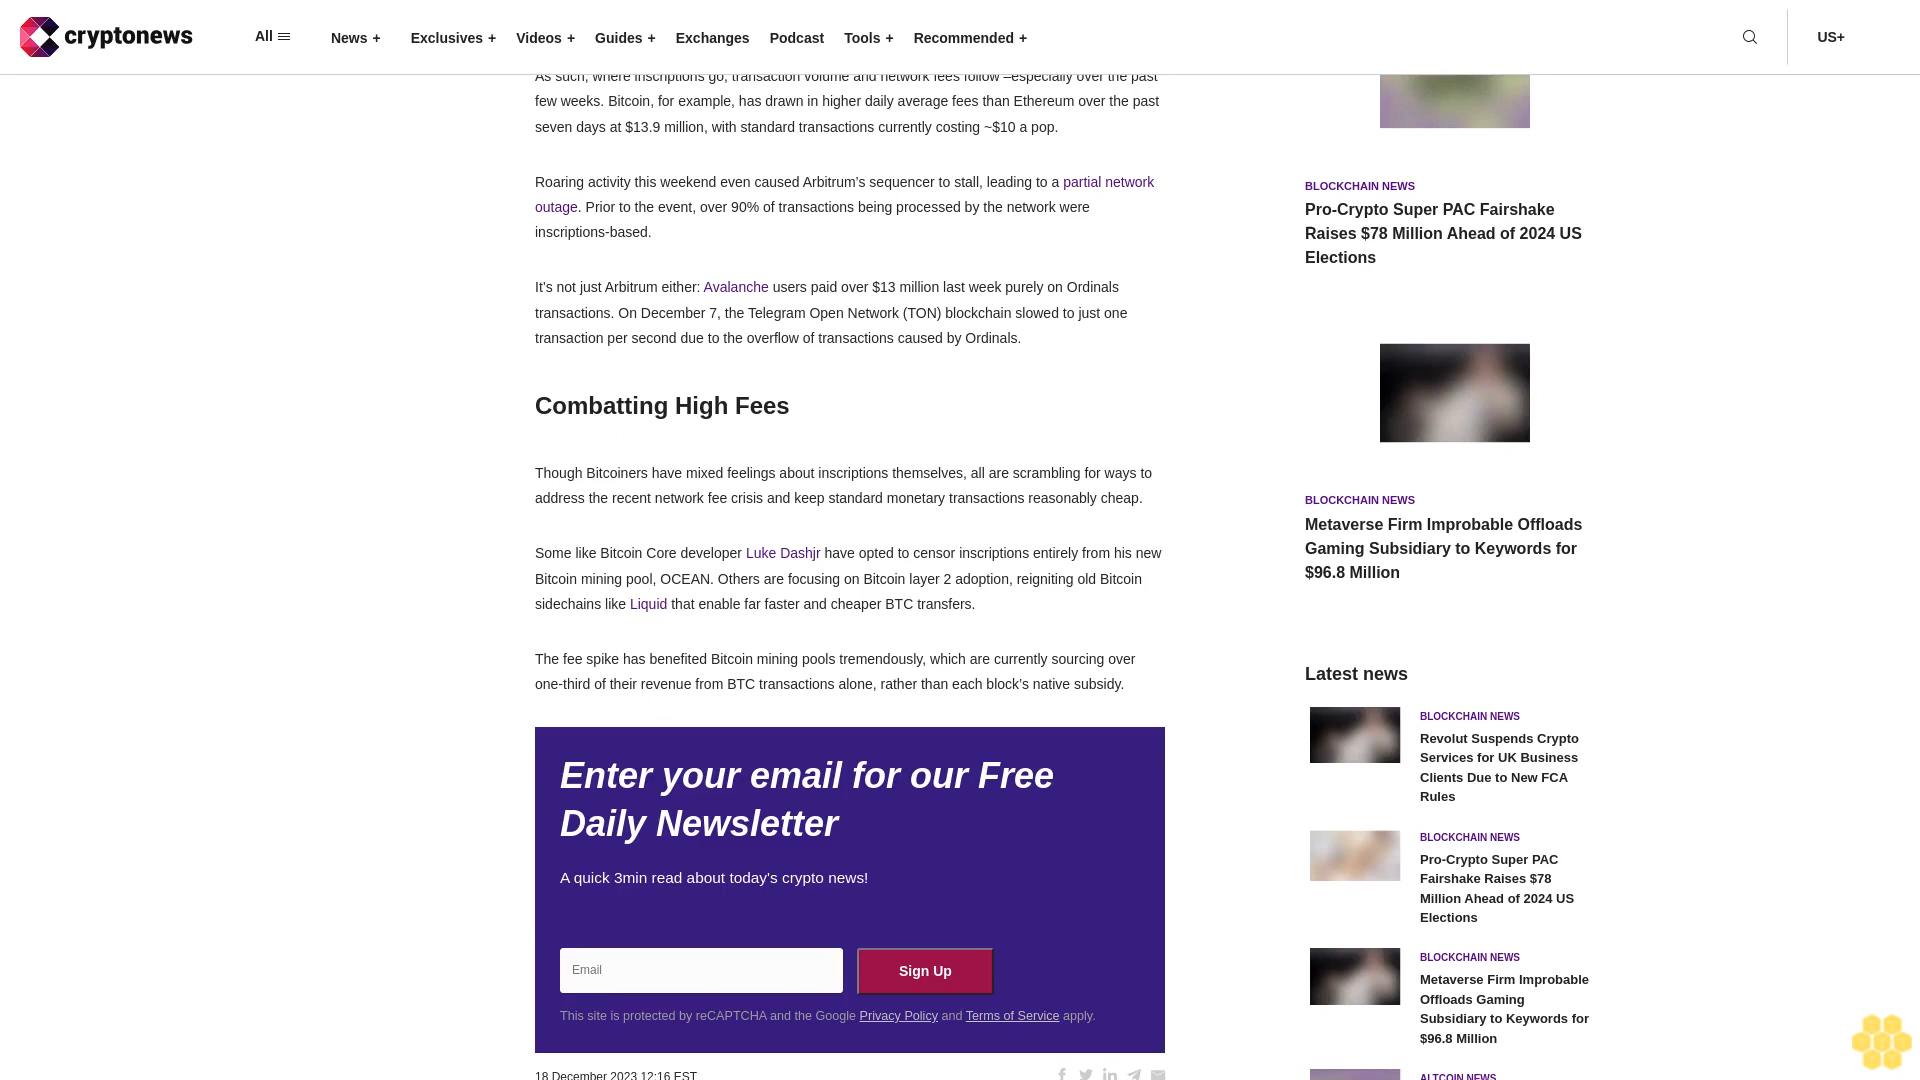 cryptonews
All
News +
Exclusives +
Videos +
Guides +
Exchanges
Podcast
Tools +
Recommended +
US+
As such, where inscriptions go, transaction volume and network fees follow –especially over the past
few weeks. Bitcoin, for example, has drawn in higher daily average fees than Ethereum over the past
seven days at $13.9 million, with standard transactions currently costing ~$10 a pop.
Roaring activity this weekend even caused Arbitrum’s sequencer to stall, leading to a partial network
outage. Prior to the event, over 90% of transactions being processed by the network were
inscriptions-based.
It’s not just Arbitrum either: Avalanche users paid over $13 million last week purely on Ordinals
transactions. On December 7, the Telegram Open Network (TON) blockchain slowed to just one
transaction per second due to the overflow of transactions caused by Ordinals.
Combatting High Fees
Though Bitcoiners have mixed feelings about inscriptions themselves, all are scrambling for ways to
address the recent network fee crisis and keep standard monetary transactions reasonably cheap.
Some like Bitcoin Core developer Luke Dashjr have opted to censor inscriptions entirely from his new
Bitcoin mining pool, OCEAN. Others are focusing on Bitcoin layer 2 adoption, reigniting old Bitcoin
sidechains like Liquid that enable far faster and cheaper BTC transfers.
The fee spike has benefited Bitcoin mining pools tremendously, which are currently sourcing over
one-third of their revenue from BTC transactions alone, rather than each block’s native subsidy.
Enter your email for our Free
Daily Newsletter
A quick 3min read about today's crypto news!
Email
Sign Up
This site is protected by reCAPTCHA and the Google Privacy Policy and Terms of Service apply.
18 December 2023 12:16 EST
BLOCKCHAIN NEWS
Pro-Crypto Super PAC Fairshake
Raises $78 Million Ahead of 2024 US
Elections
BLOCKCHAIN NEWS
Metaverse Firm Improbable Offloads
Gaming Subsidiary to Keywords for
$96.8 Million
Latest news
BLOCKCHAIN NEWS
Revolut Suspends Crypto
Services for UK Business
Clients Due to New FCA
Rules
BLOCKCHAIN NEWS
Pro-Crypto Super PAC
Fairshake Raises $78
Million Ahead of 2024 US
Elections
BLOCKCHAIN NEWS
Metaverse Firm Improbable
Offloads Gaming
Subsidiary to Keywords for
$96.8 Million
ALTCOIN NEWS